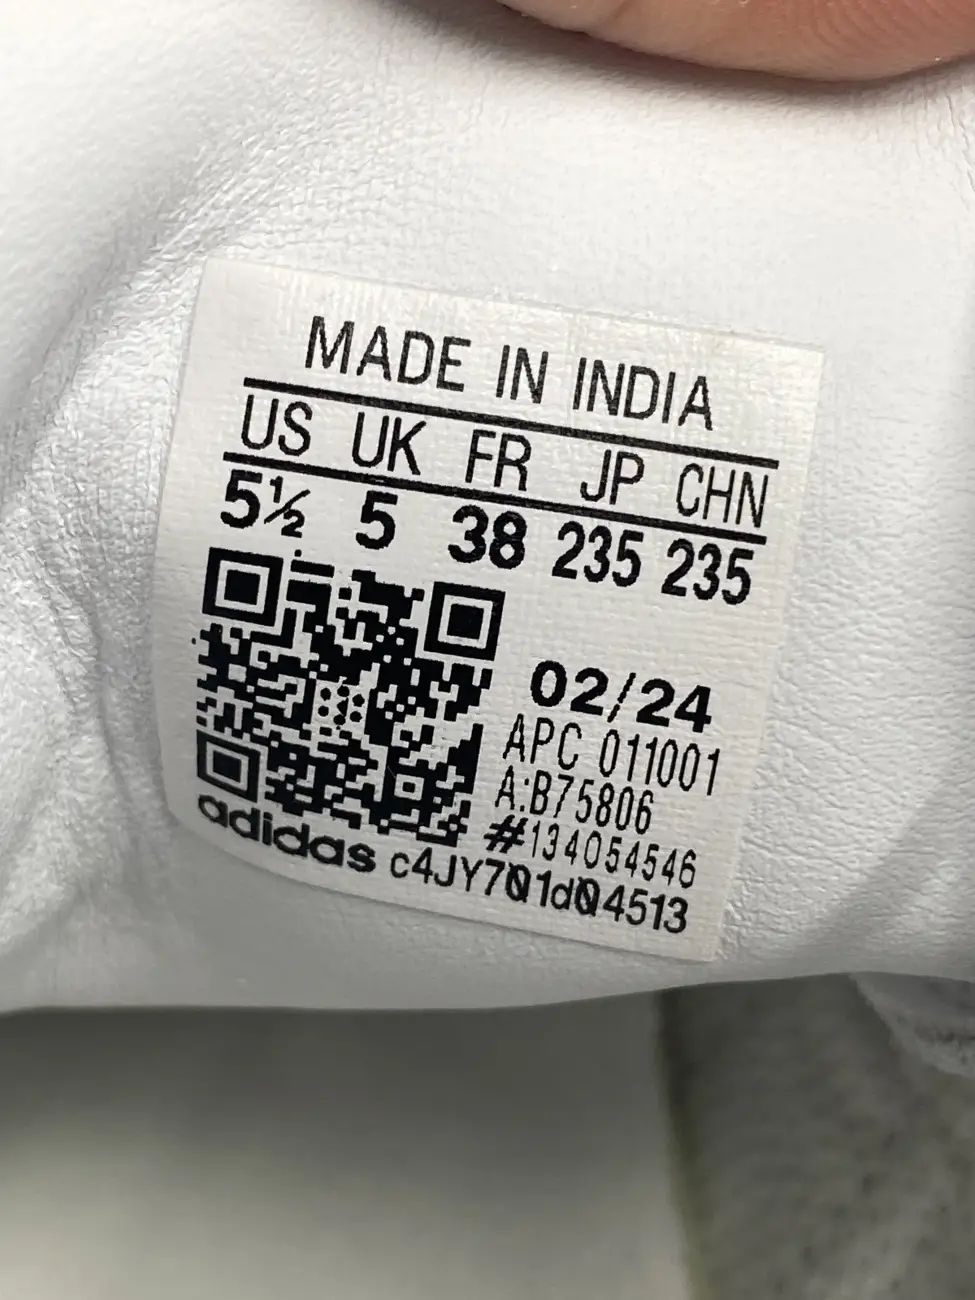 MADE IN INDIA
US UK FR JP CHN
5½ 5 38 235 235
02/24
APC 011001
A:B75806
#134054546
adidas c4JY701d04513